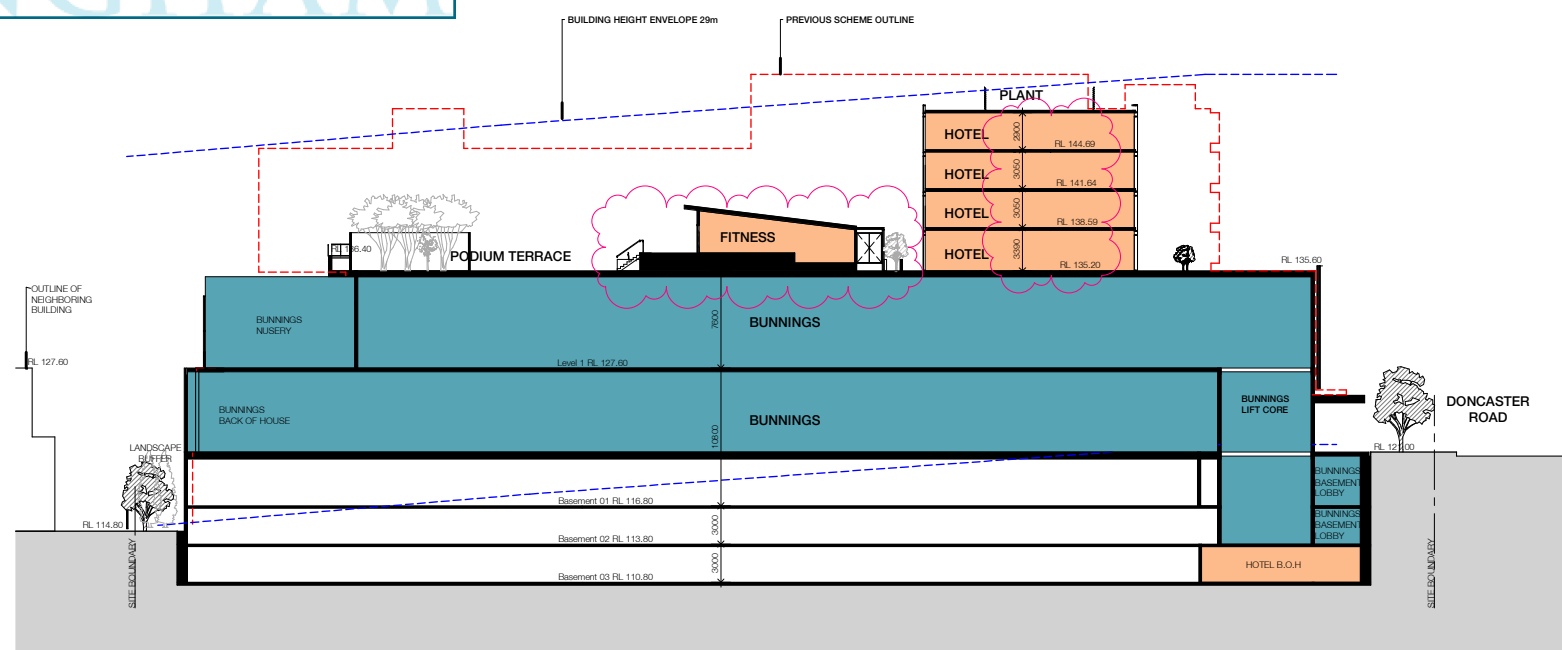 BUILDING HEIGHT ENVELOPE 29m
PREVIOUS SCHEME OUTLINE
PLANT
HOTEL
2900
RL 144.69
HOTEL
3050
RL 141.64
HOTEL
3050
RL 138.59
HOTEL
3390
RL 135.20
FITNESS
PODIUM TERRACE
RL 135.60
OUTLINE OF
NEIGHBORING
BUILDING
RL 127.60
BUNNINGS
NUSERY
BUNNINGS
7600
Level 1 RL 127.60
BUNNINGS
BACK OF HOUSE
BUNNINGS
10800
BUNNINGS
LIFT CORE
DONCASTER
ROAD
LANDSCAPE
BUFFER
RL 114.80
Basement 01 RL 116.80
3000
Basement 02 RL 113.80
3000
Basement 03 RL 110.80
BUNNINGS
BASEMENT
LOBBY
BUNNINGS
BASEMENT
LOBBY
HOTEL B.O.H
SITE BOUNDARY
SITE BOUNDARY